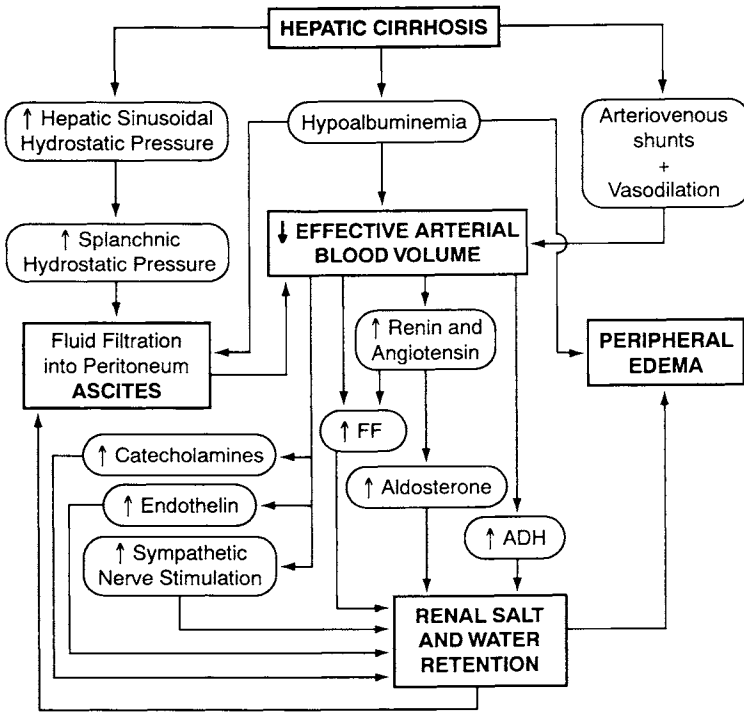 HEPATIC CIRRHOSIS
↑ Hepatic Sinusoidal
Hydrostatic Pressure
Hypoalbuminemia
Arteriovenous
shunts
+
Vasodilation
↑ Splanchnic
Hydrostatic Pressure
↓ EFFECTIVE ARTERIAL
BLOOD VOLUME
Fluid Filtration
into Peritoneum
ASCITES
↑ Renin and
Angiotensin
PERIPHERAL
EDEMA
↑ FF
↑ Catecholamines
↑ Aldosterone
↑ Endothelin
↑ ADH
↑ Sympathetic
Nerve Stimulation
RENAL SALT
AND WATER
RETENTION